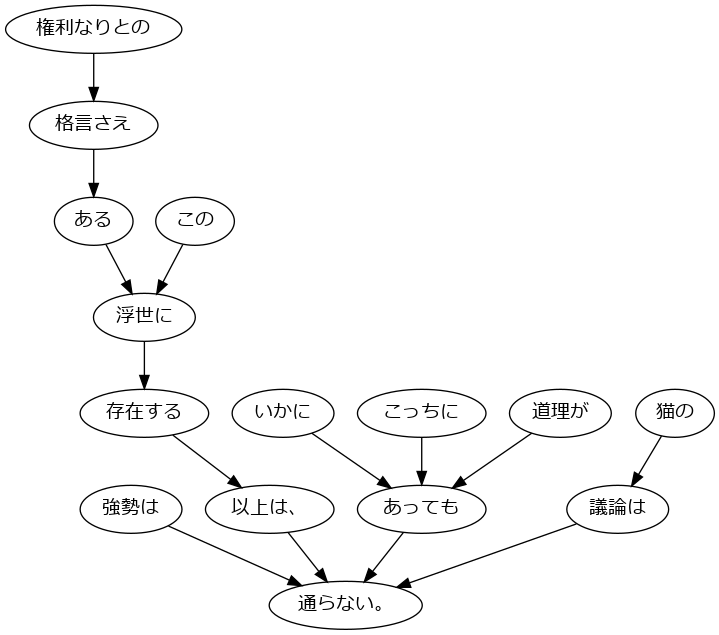 権利なりとの
格言さえ
ある
この
浮世に
存在する
いかに
こっちに
道理が
猫の
強勢は
以上は、
あっても
議論は
通らない。